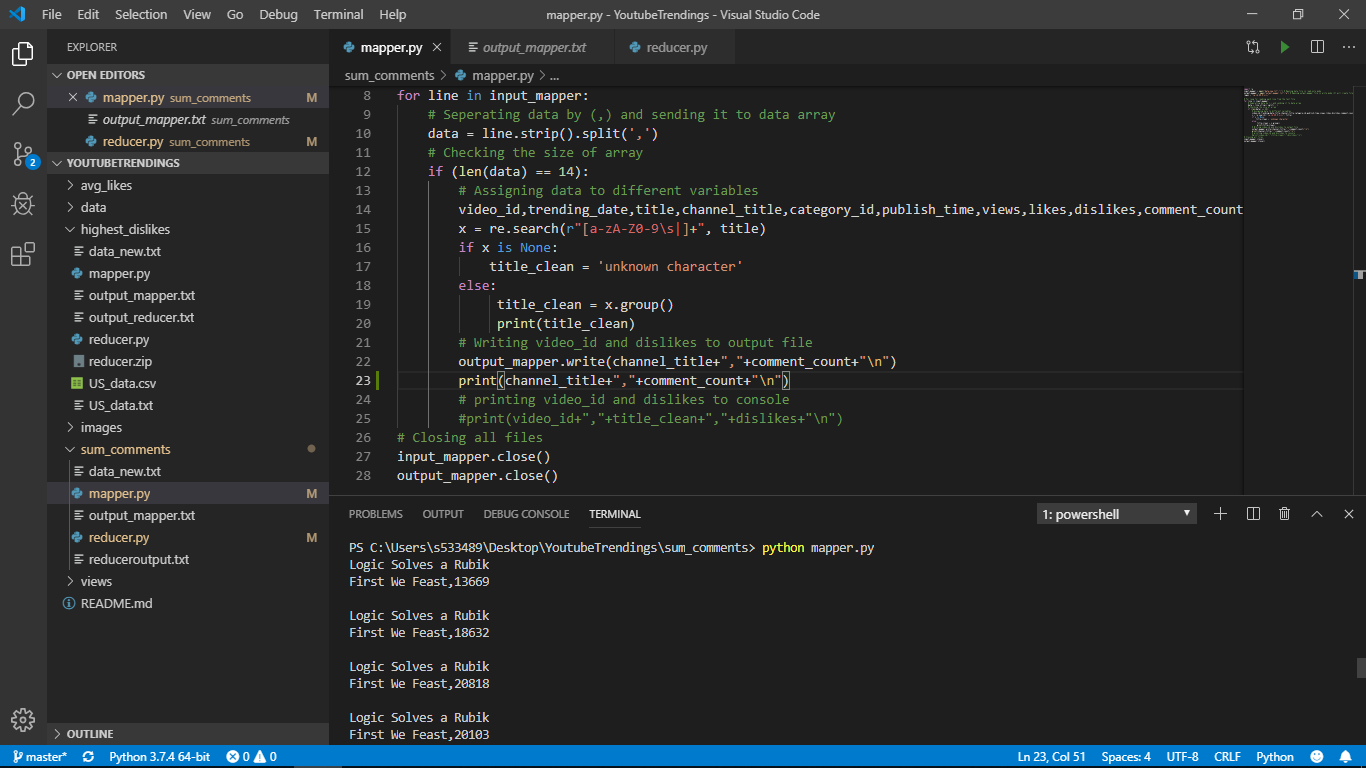 File Edit Selection View Go Debug Terminal Help
mapper.py - YoutubeTrendings - Visual Studio Code
EXPLORER
OPEN EDITORS
mapper.py sum_comments M
output_mapper.txt sum_comments
reducer.py sum_comments M
YOUTUBETRENDINGS
avg_likes
data
highest_dislikes
data_new.txt
mapper.py
output_mapper.txt
output_reducer.txt
reducer.py
reducer.zip
US_data.csv
US_data.txt
images
sum_comments
data_new.txt
mapper.py M
output_mapper.txt
reducer.py M
reduceroutput.txt
views
README.md
OUTLINE
2
mapper.py
output_mapper.txt
reducer.py
sum_comments > mapper.py > ...
8 for line in input_mapper:
9 # Seperating data by (,) and sending it to data array
10 data = line.strip().split(',')
11 # Checking the size of array
12 if (len(data) == 14):
13 # Assigning data to different variables
14 video_id,trending_date,title,channel_title,category_id,publish_time,views,likes,dislikes,comment_count
15 x = re.search(r"[a-zA-Z0-9\s|]+", title)
16 if x is None:
17 title_clean = 'unknown character'
18 else:
19 title_clean = x.group()
20 print(title_clean)
21 # Writing video_id and dislikes to output file
22 output_mapper.write(channel_title+","+comment_count+"\n")
23 print(channel_title+","+comment_count+"\n")
24 # printing video_id and dislikes to console
25 #print(video_id+","+title_clean+","+dislikes+"\n")
26 # Closing all files
27 input_mapper.close()
28 output_mapper.close()
PROBLEMS OUTPUT DEBUG CONSOLE TERMINAL
1: powershell
PS C:\Users\s533489\Desktop\YoutubeTrendings\sum_comments> python mapper.py
Logic Solves a Rubik
First We Feast,13669
Logic Solves a Rubik
First We Feast,18632
Logic Solves a Rubik
First We Feast,20818
Logic Solves a Rubik
First We Feast,20103
master* Python 3.7.4 64-bit 0 0
Ln 23, Col 51 Spaces: 4 UTF-8 CRLF Python